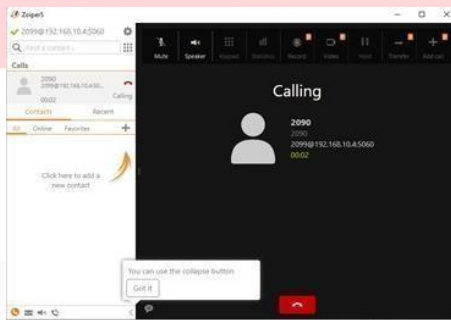 Zoiper5
2099@192.168.10.4:5060
Find a contact...
Calls
2090
2099@192.168.10.4:50...
00:02
Calling
Contacts
Recent
All
Online
Favorites
Click here to add a
new contact
Mute
Speaker
Keypad
Statistics
Record
Video
Hold
Transfer
Add call
Calling
2090
2090
2099@192.168.10.4:5060
00:02
You can use the collapse button
Got it